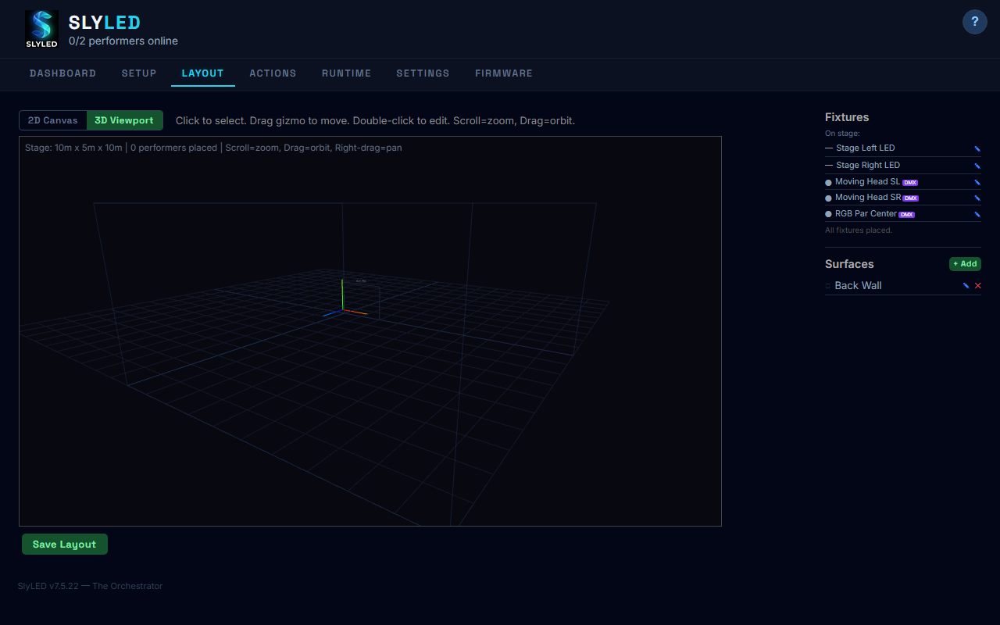 SLYLED
SLYLED
0/2 performers online
?
DASHBOARD SETUP LAYOUT ACTIONS RUNTIME SETTINGS FIRMWARE
2D Canvas 3D Viewport Click to select. Drag gizmo to move. Double-click to edit. Scroll=zoom, Drag=orbit.
Stage: 10m x 5m x 10m | 0 performers placed | Scroll=zoom, Drag=orbit, Right-drag=pan
Save Layout
Fixtures
On stage:
— Stage Left LED
— Stage Right LED
● Moving Head SL DMX
● Moving Head SR DMX
● RGB Par Center DMX
All fixtures placed.
Surfaces + Add
Back Wall
SlyLED v7.5.22 — The Orchestrator